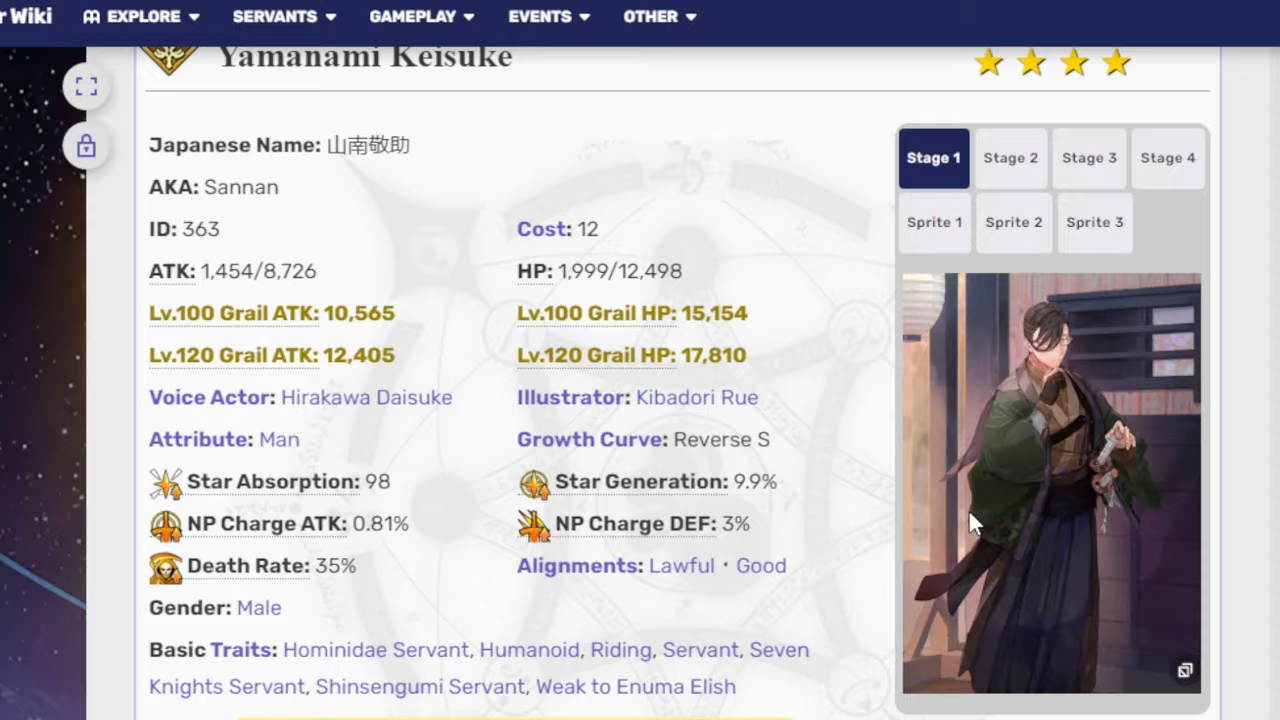 r Wiki EXPLORE SERVANTS GAMEPLAY EVENTS OTHER
Yamanami Keisuke
Japanese Name: 山南敬助
AKA: Sannan
ID: 363 Cost: 12
ATK: 1,454/8,726 HP: 1,999/12,498
Lv.100 Grail ATK: 10,565 Lv.100 Grail HP: 15,154
Lv.120 Grail ATK: 12,405 Lv.120 Grail HP: 17,810
Voice Actor: Hirakawa Daisuke Illustrator: Kibadori Rue
Attribute: Man Growth Curve: Reverse S
Star Absorption: 98 Star Generation: 9.9%
NP Charge ATK: 0.81% NP Charge DEF: 3%
Death Rate: 35% Alignments: Lawful・Good
Gender: Male
Basic Traits: Hominidae Servant, Humanoid, Riding, Servant, Seven
Knights Servant, Shinsengumi Servant, Weak to Enuma Elish
Stage 1 Stage 2 Stage 3 Stage 4
Sprite 1 Sprite 2 Sprite 3